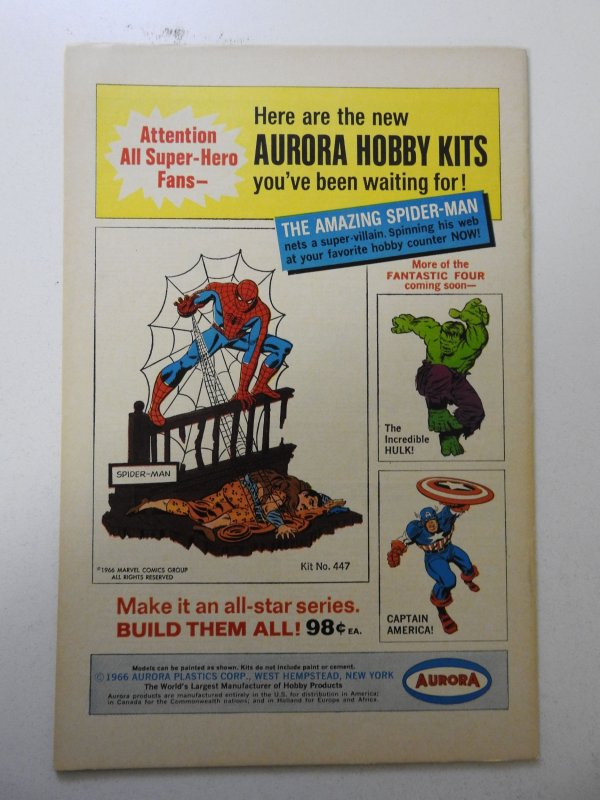 Attention
All Super-Hero
Fans—
Here are the new
AURORA HOBBY KITS
you've been waiting for!
THE AMAZING SPIDER-MAN
nets a super-villain. Spinning his web
at your favorite hobby counter NOW!
More of the
FANTASTIC FOUR
coming soon—
The
Incredible
HULK!
SPIDER-MAN
©1966 MARVEL COMICS GROUP
ALL RIGHTS RESERVED
Kit No. 447
CAPTAIN
AMERICA!
Make it an all-star series.
BUILD THEM ALL! 98¢ EA.
Models can be painted as shown. Kits do not include paint or cement.
©1966 AURORA PLASTICS CORP., WEST HEMPSTEAD, NEW YORK
The World's Largest Manufacturer of Hobby Products
Aurora products are manufactured entirely in the U.S. for distribution in America;
in Canada for the Commonwealth nations; and in Holland for Europe and Africa.
AURORA